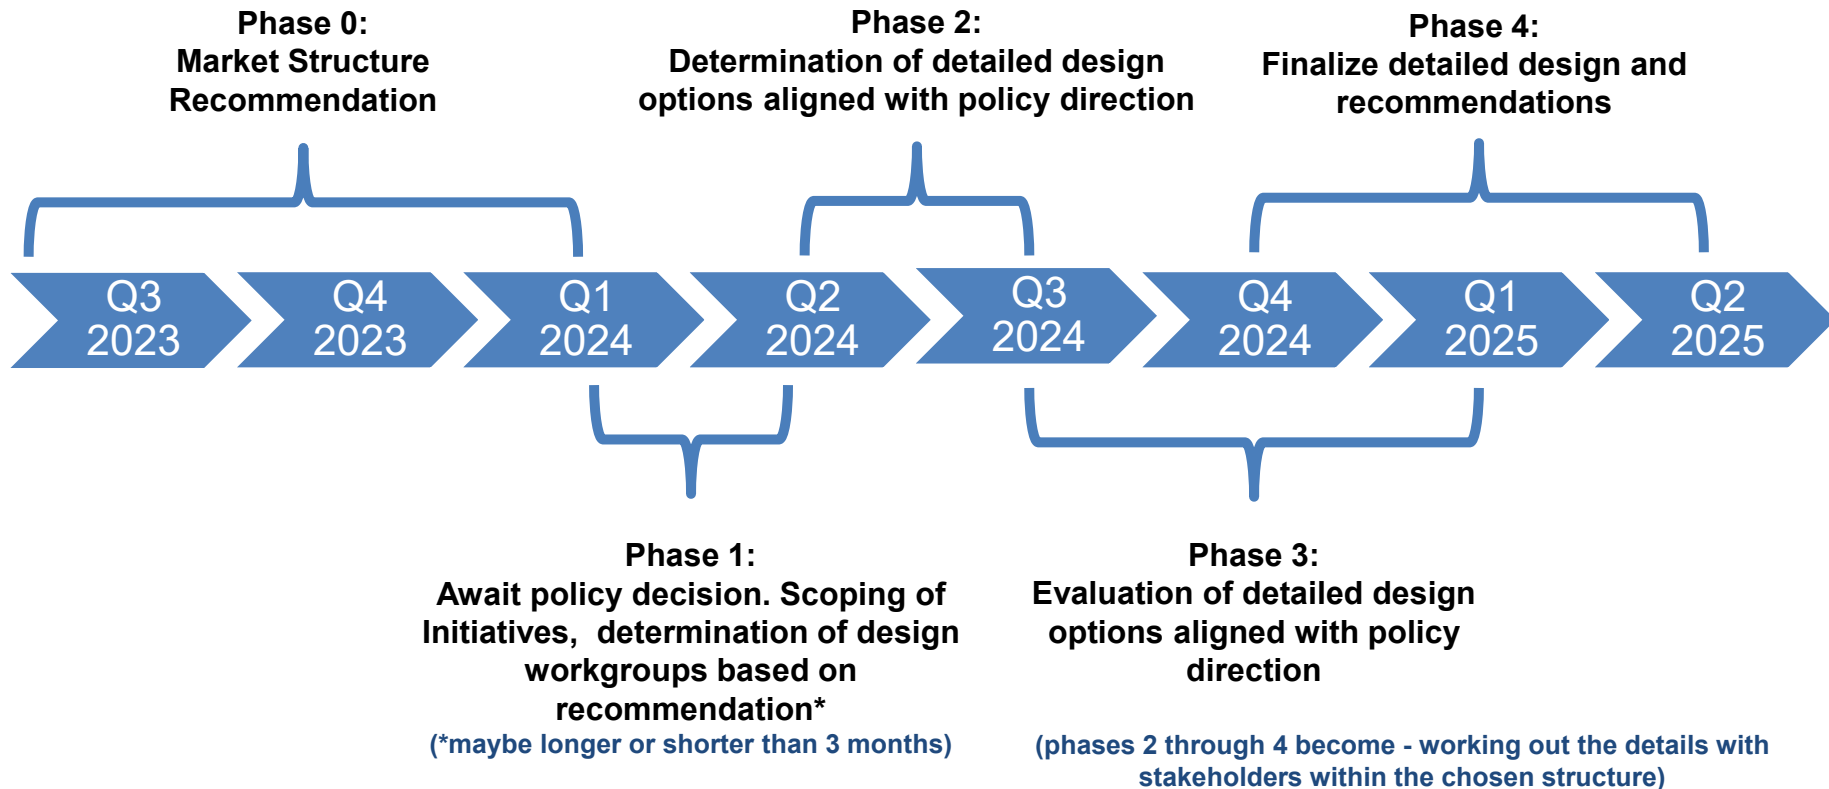 Phase 0:
Market Structure
Recommendation
Phase 2:
Determination of detailed design
options aligned with policy direction
Phase 4:
Finalize detailed design and
recommendations
Q3
2023
Q4
2023
Q1
2024
Q2
2024
Q3
2024
Q4
2024
Q1
2025
Q2
2025
Phase 1:
Await policy decision. Scoping of
Initiatives,  determination of design
workgroups based on
recommendation*
(*maybe longer or shorter than 3 months)
Phase 3:
Evaluation of detailed design
options aligned with policy
direction
(phases 2 through 4 become - working out the details with
stakeholders within the chosen structure)